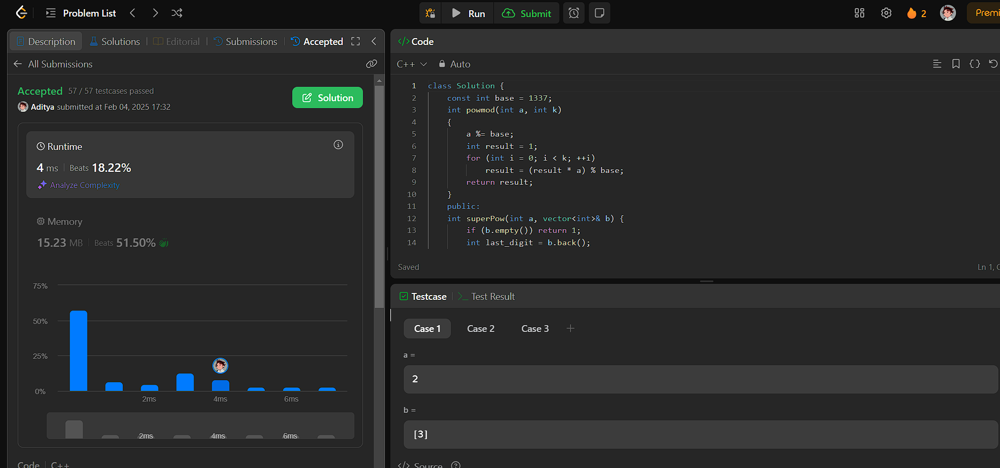 Problem List
Run
Submit
2
Premi
Description
Solutions
Editorial
Submissions
Accepted
All Submissions
Accepted 57 / 57 testcases passed
Aditya submitted at Feb 04, 2025 17:32
Solution
Runtime
4 ms Beats 18.22%
Analyze Complexity
Memory
15.23 MB Beats 51.50%
75%
50%
25%
0%
2ms 4ms 6ms
2ms 4ms 6ms
Code C++
</> Code
C++ Auto
1 class Solution {
2 const int base = 1337;
3 int powmod(int a, int k)
4 {
5 a %= base;
6 int result = 1;
7 for (int i = 0; i < k; ++i)
8 result = (result * a) % base;
9 return result;
10 }
11 public:
12 int superPow(int a, vector<int>& b) {
13 if (b.empty()) return 1;
14 int last_digit = b.back();
Saved
Ln 1, C
Testcase
Test Result
Case 1 Case 2 Case 3 +
a =
2
b =
[3]
</> Source ?